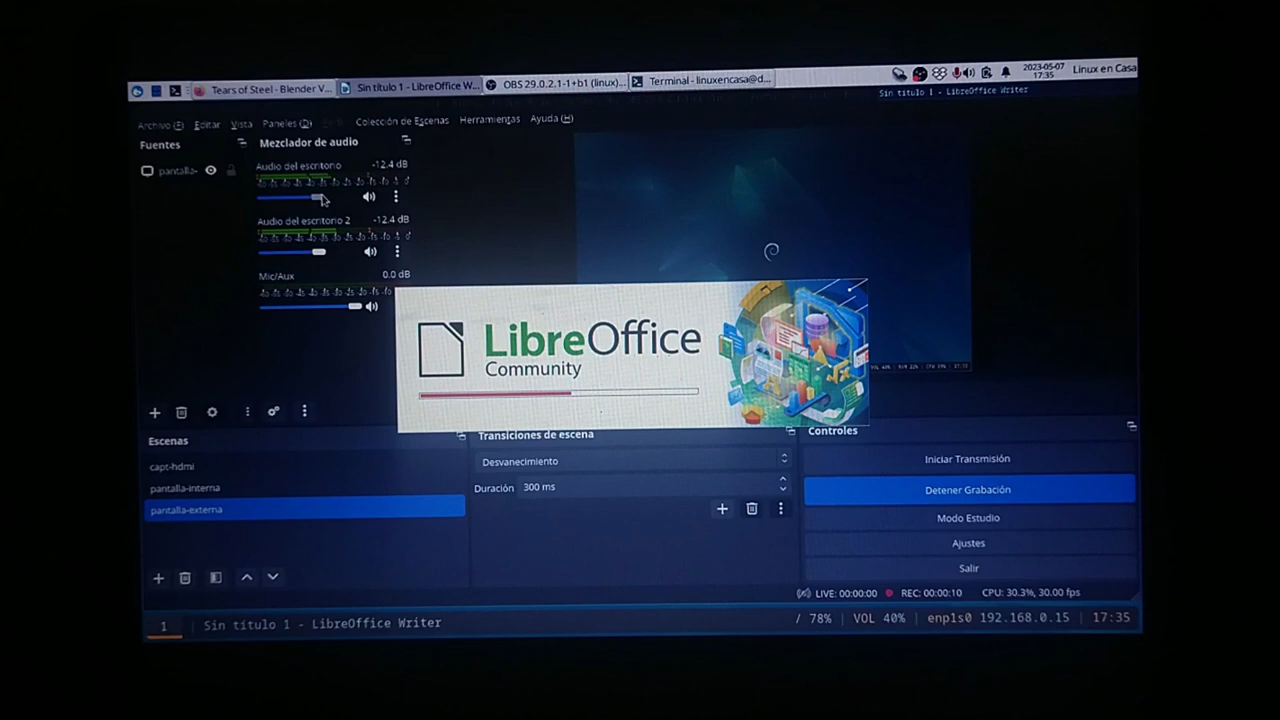 Tears of Steel - Blender V...
Sin título 1 - LibreOffice W...
OBS 29.0.2.1-1+b1 (linux)...
Terminal - linuxencasa@d...
2023-05-07
17:35
Linux en Casa
Sin título 1 - LibreOffice Writer
Archivo (F) Editar Vista Paneles (D) Colección de Escenas Herramientas Ayuda (H)
Fuentes
pantalla-
Mezclador de audio
Audio del escritorio -12.4 dB
Audio del escritorio 2 -12.4 dB
Mic/Aux 0.0 dB
LibreOffice
Community
Escenas
capt-hdmi
pantalla-interna
pantalla-externa
Transiciones de escena
Desvanecimiento
Duración 300 ms
Controles
Iniciar Transmisión
Detener Grabación
Modo Estudio
Ajustes
Salir
LIVE: 00:00:00 REC: 00:00:10 CPU: 30.3%, 30.00 fps
1 | Sin título 1 - LibreOffice Writer
/ 78% | VOL 40% | enp1s0 192.168.0.15 | 17:35